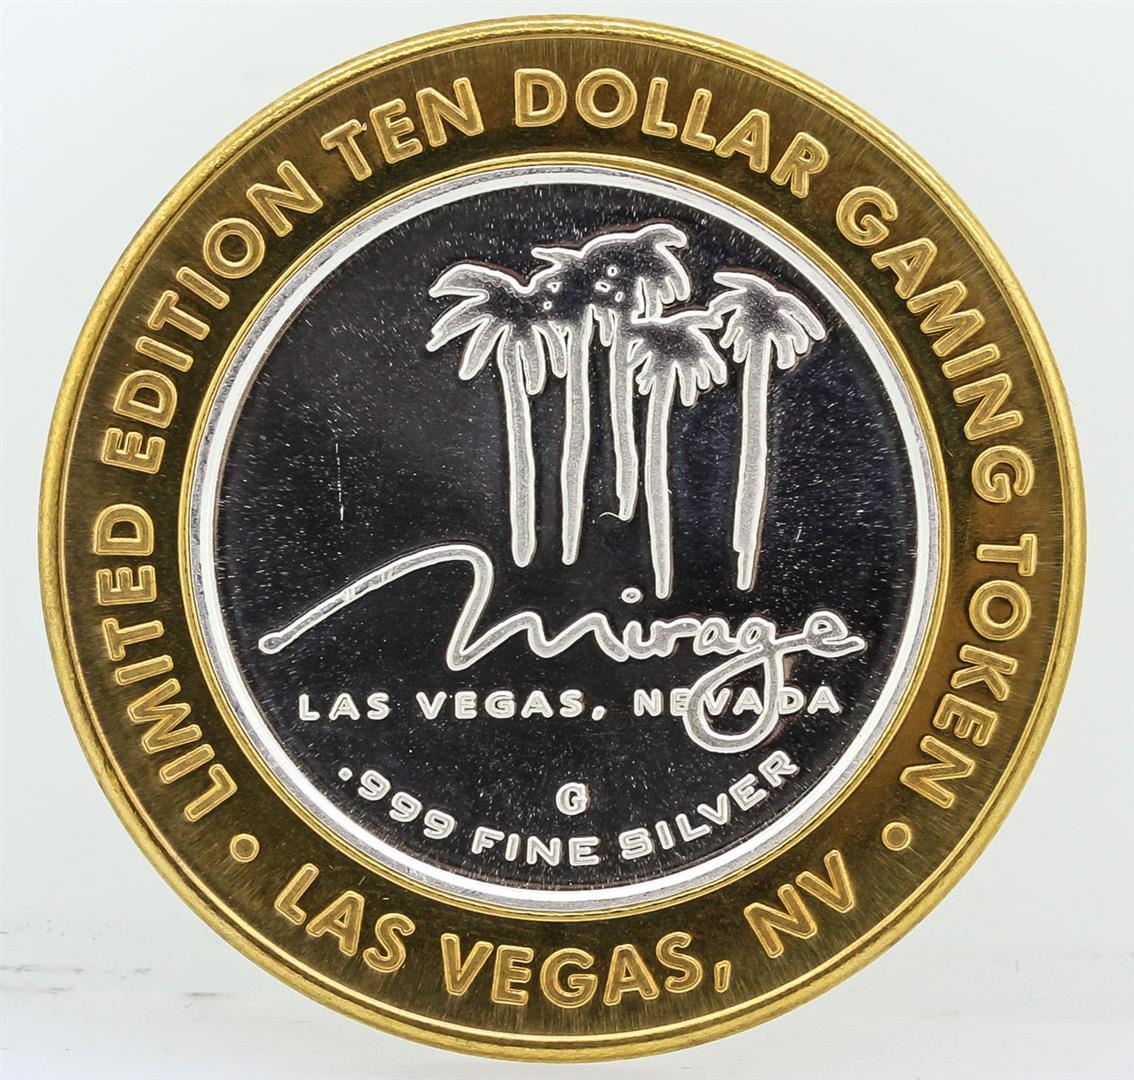 LIMITED EDITION TEN DOLLAR GAMING TOKEN
Mirage
LAS VEGAS, NEVADA
G
.999 FINE SILVER
• LAS VEGAS, NV •